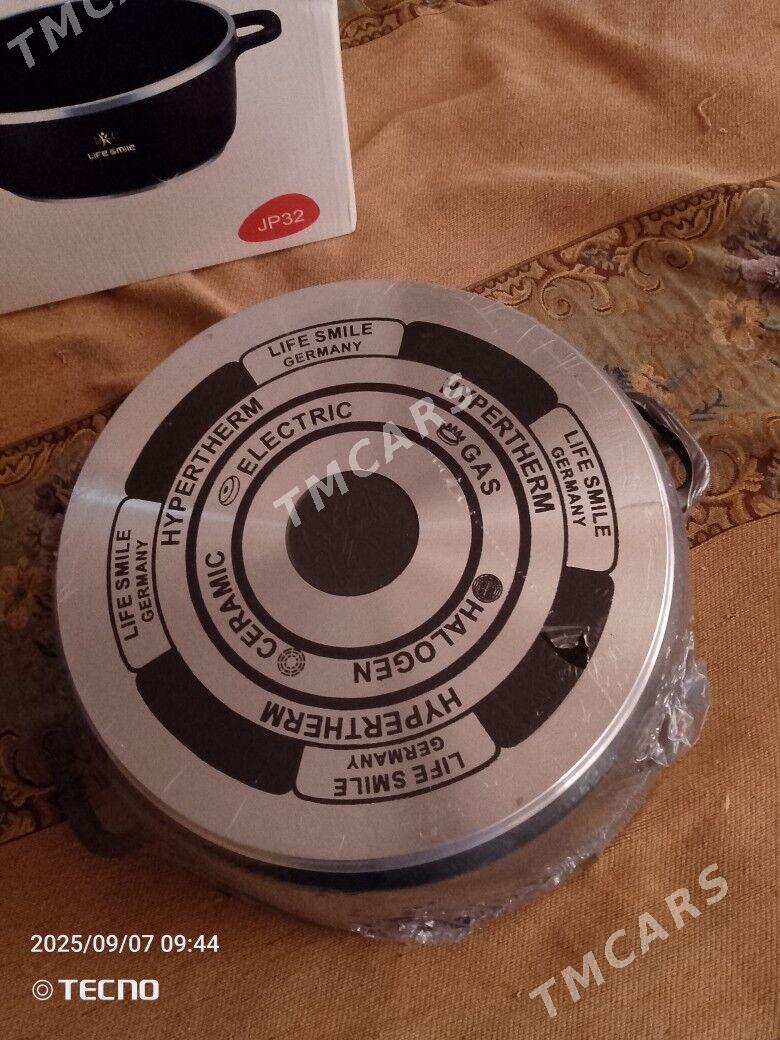 TMCARS
LIFE SMILE
JP32
LIFE SMILE
GERMANY
HYPERTHERM
LIFE SMILE
GERMANY
HYPERTHERM
LIFE SMILE
GERMANY
HYPERTHERM
LIFE SMILE
GERMANY
ELECTRIC
GAS
HALOGEN
CERAMIC
TMCARS
TMCARS
2025/09/07 09:44
TECNO